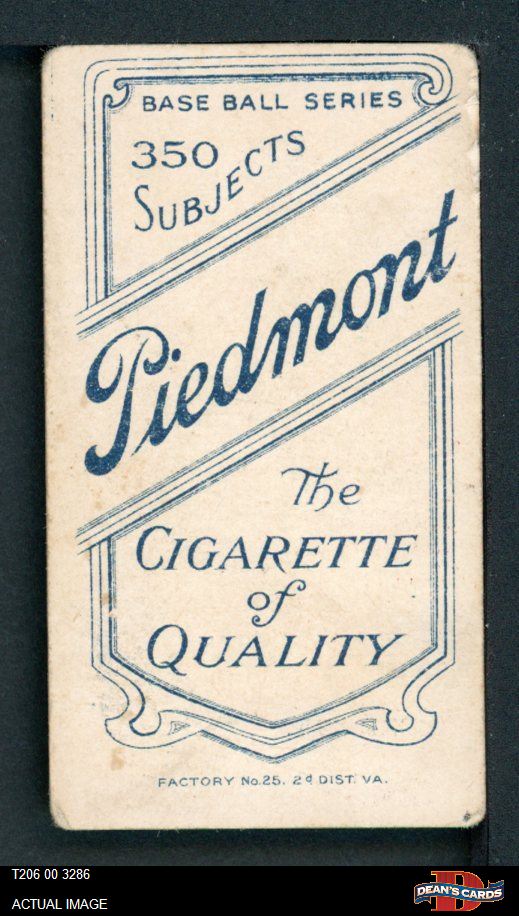 BASE BALL SERIES
350
SUBJECTS
Piedmont
The
CIGARETTE
of
QUALITY
FACTORY No.25. 2d DIST. VA.
T206 00 3286
ACTUAL IMAGE
D
DEAN'S CARDS